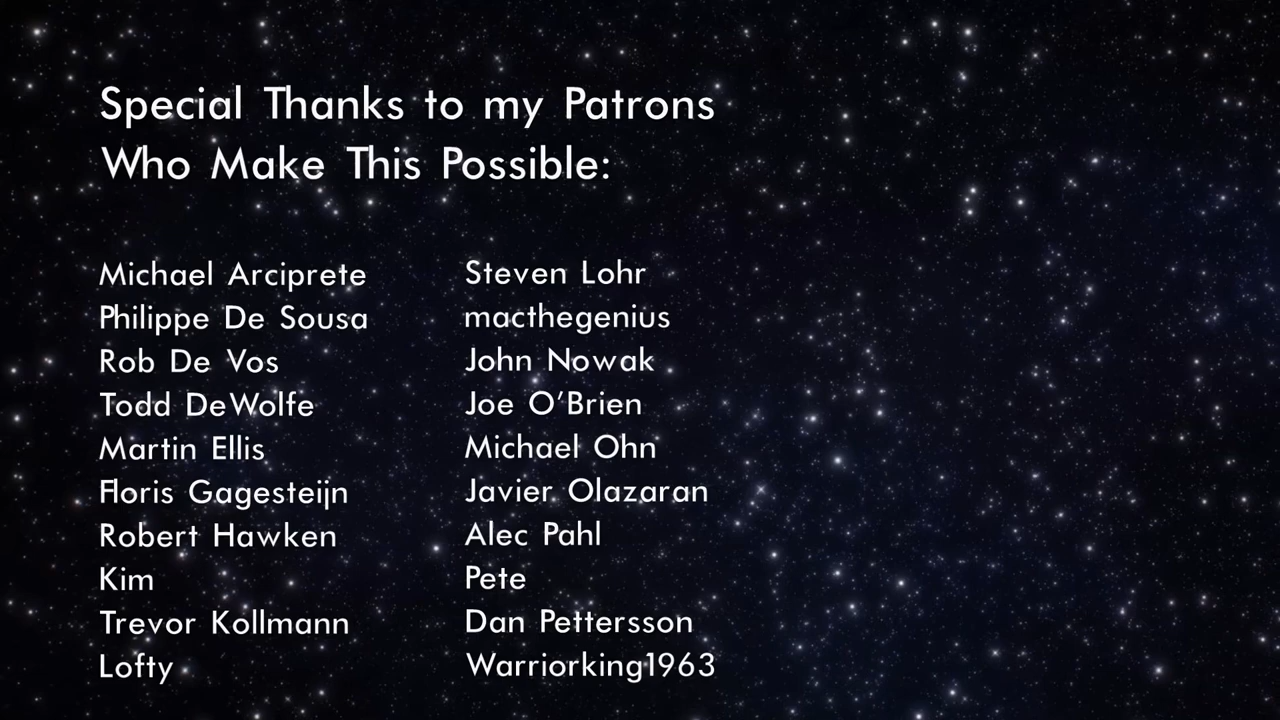 Special Thanks to my Patrons
Who Make This Possible:
Michael Arciprete
Philippe De Sousa
Rob De Vos
Todd DeWolfe
Martin Ellis
Floris Gagesteijn
Robert Hawken
Kim
Trevor Kollmann
Lofty
Steven Lohr
macthegenius
John Nowak
Joe O'Brien
Michael Ohn
Javier Olazaran
Alec Pahl
Pete
Dan Pettersson
Warriorking1963